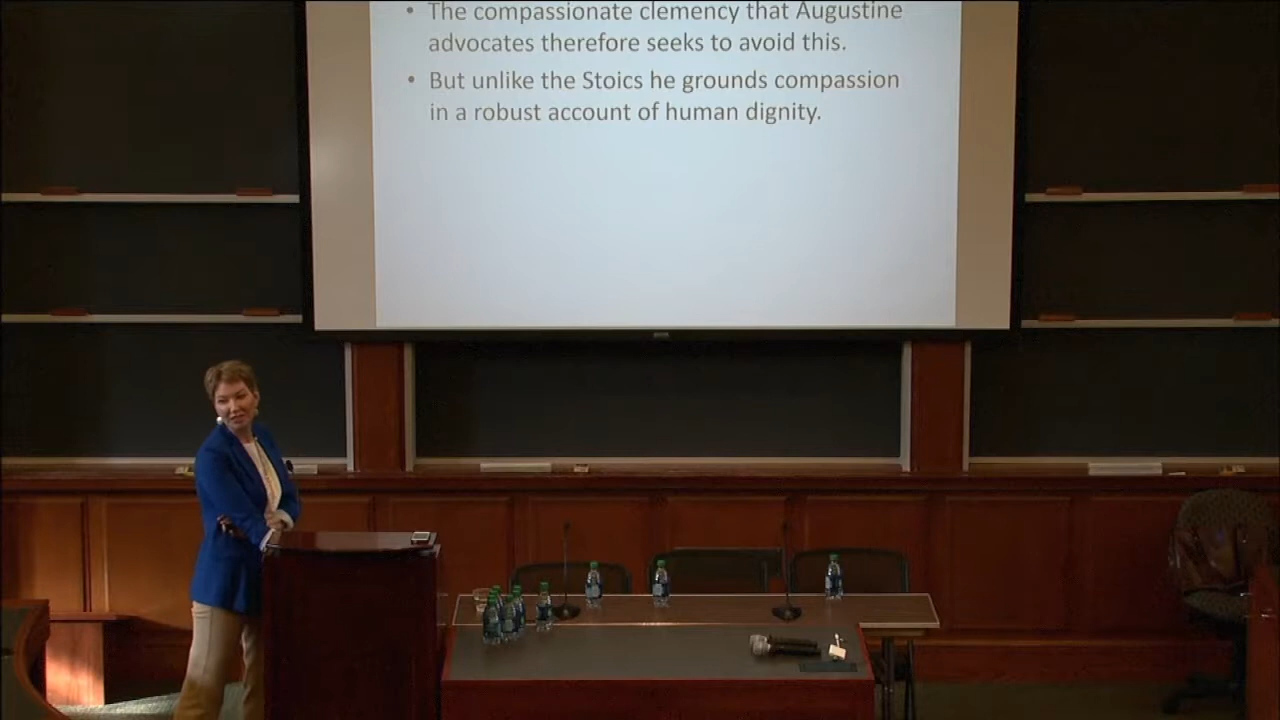 • The compassionate clemency that Augustine
advocates therefore seeks to avoid this.
• But unlike the Stoics he grounds compassion
in a robust account of human dignity.